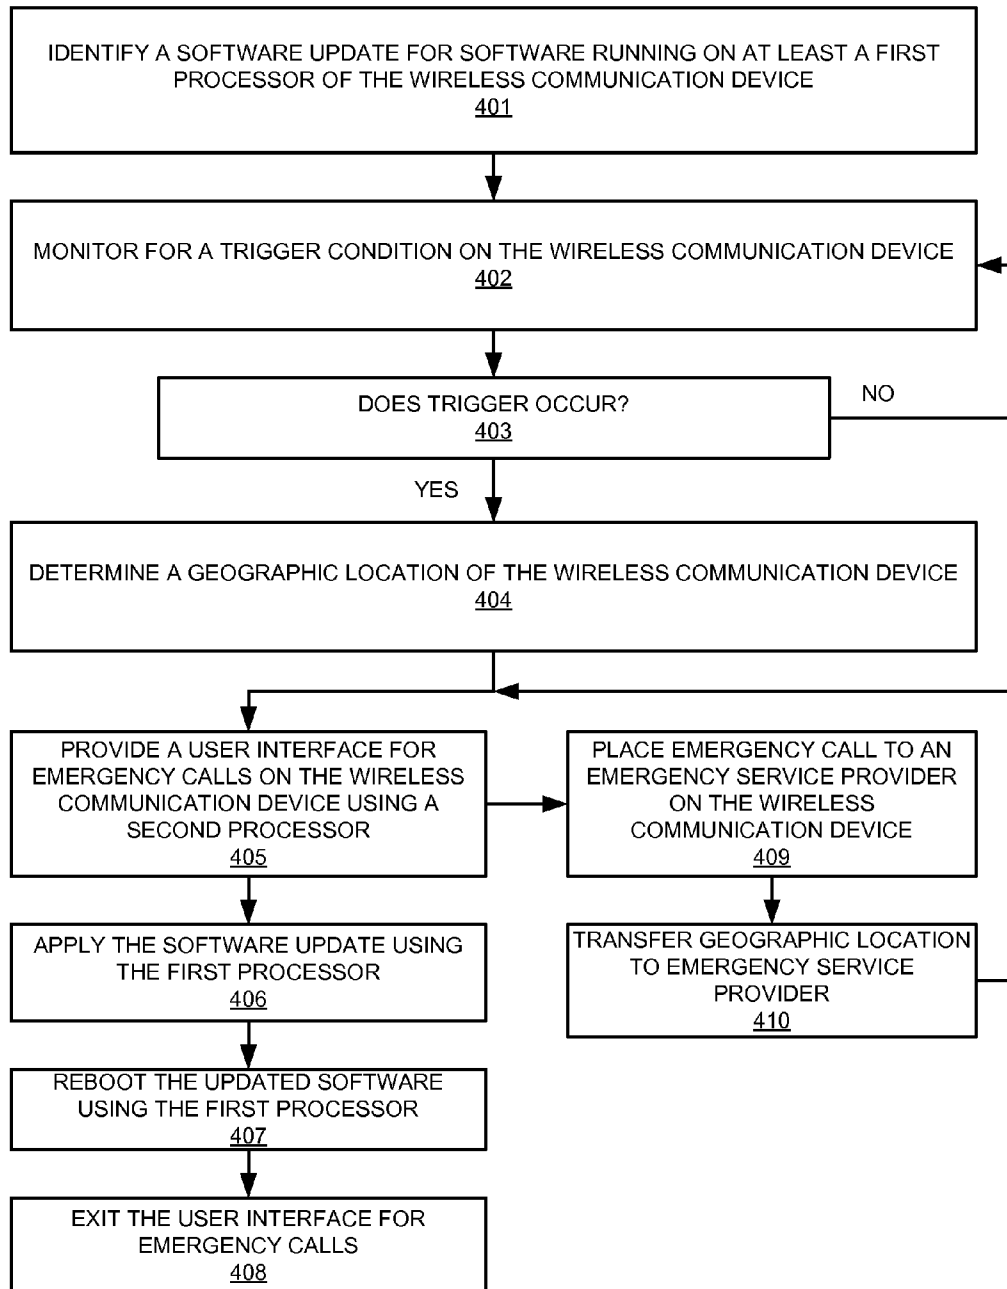 IDENTIFY A SOFTWARE UPDATE FOR SOFTWARE RUNNING ON AT LEAST A FIRST
PROCESSOR OF THE WIRELESS COMMUNICATION DEVICE
401
MONITOR FOR A TRIGGER CONDITION ON THE WIRELESS COMMUNICATION DEVICE
402
DOES TRIGGER OCCUR?
403
NO
YES
DETERMINE A GEOGRAPHIC LOCATION OF THE WIRELESS COMMUNICATION DEVICE
404
PROVIDE A USER INTERFACE FOR
EMERGENCY CALLS ON THE WIRELESS
COMMUNICATION DEVICE USING A
SECOND PROCESSOR
405
PLACE EMERGENCY CALL TO AN
EMERGENCY SERVICE PROVIDER
ON THE WIRELESS
COMMUNICATION DEVICE
409
APPLY THE SOFTWARE UPDATE USING
THE FIRST PROCESSOR
406
TRANSFER GEOGRAPHIC LOCATION
TO EMERGENCY SERVICE
PROVIDER
410
REBOOT THE UPDATED SOFTWARE
USING THE FIRST PROCESSOR
407
EXIT THE USER INTERFACE FOR
EMERGENCY CALLS
408